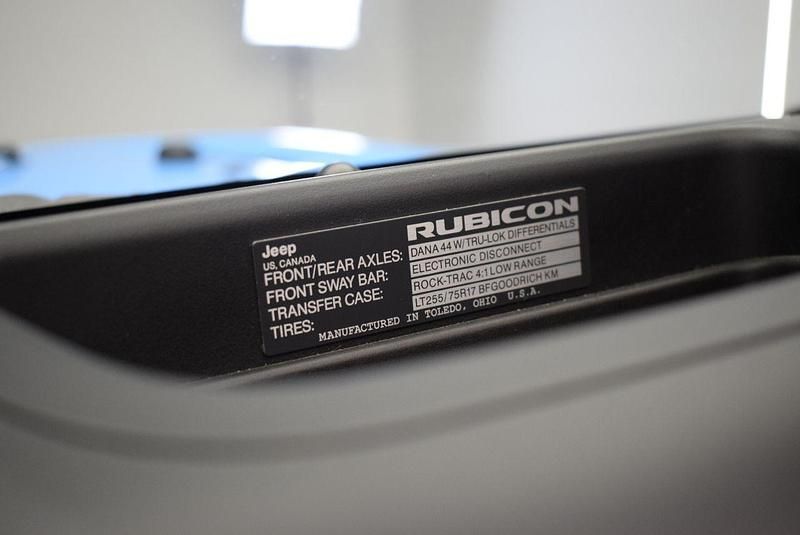 Jeep RUBICON
US, CANADA
FRONT/REAR AXLES: DANA 44 W/TRU-LOK DIFFERENTIALS
FRONT SWAY BAR: ELECTRONIC DISCONNECT
TRANSFER CASE: ROCK-TRAC 4:1 LOW RANGE
TIRES: LT255/75R17 BFGOODRICH KM
MANUFACTURED IN TOLEDO, OHIO U.S.A.